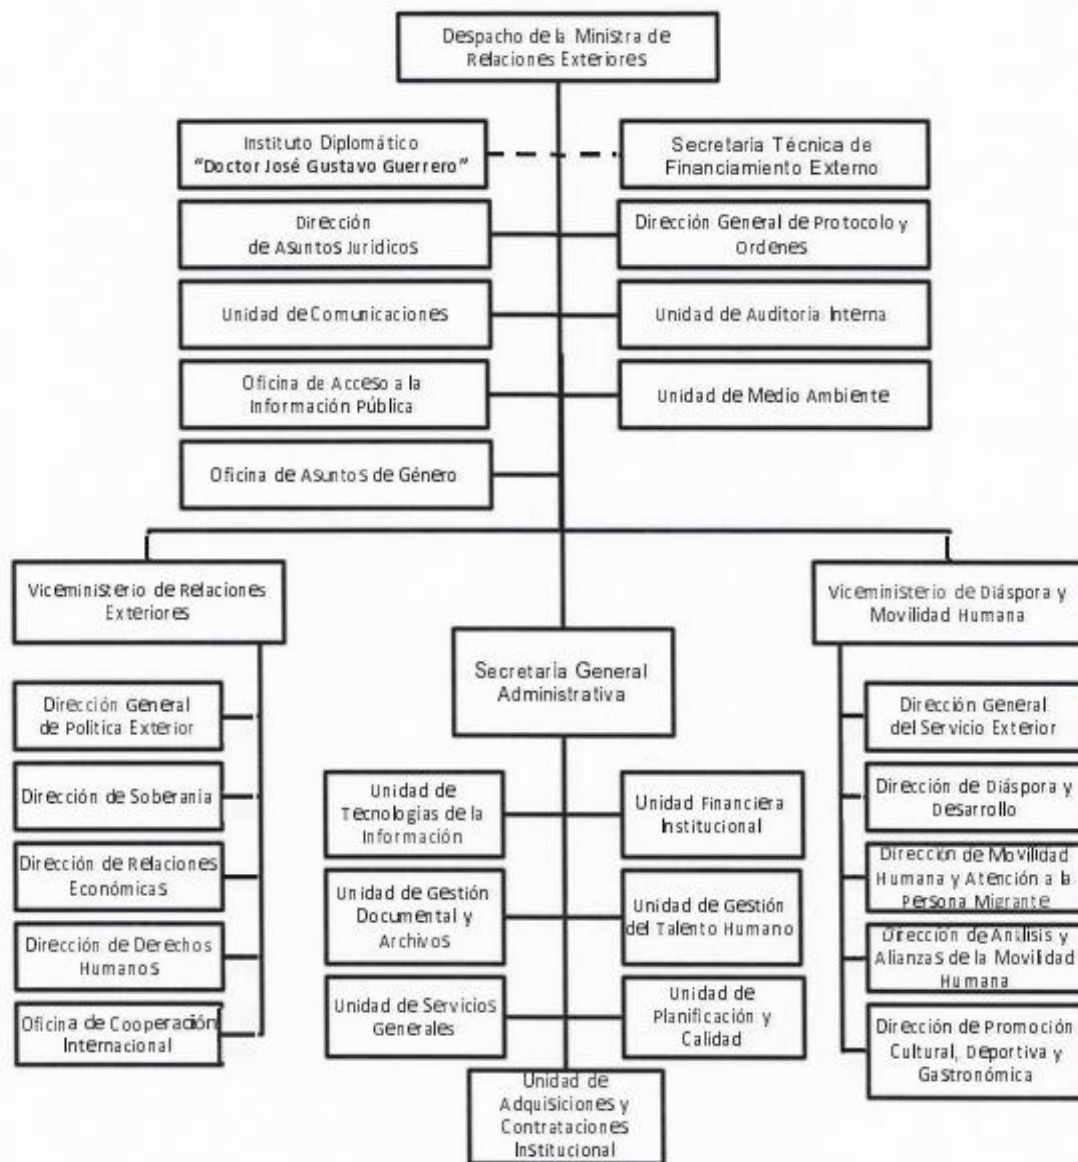 Despacho de la Ministra de
Relaciones Exteriores
Instituto Diplomático
“Doctor José Gustavo Guerrero”
Secretaria Técnica de
Financiamiento Externo
Dirección
de Asuntos Jurídicos
Dirección General de Protocolo y
Ordenes
Unidad de Comunicaciones
Unidad de Auditoria Interna
Oficina de Acceso a la
Información Pública
Unidad de Medio Ambiente
Oficina de Asuntos de Género
Viceministerio de Relaciones
Exteriores
Viceministerio de Diáspora y
Movilidad Humana
Secretaría General
Administrativa
Dirección General
de Política Exterior
Dirección de Soberanía
Dirección de Relaciones
Económicas
Dirección de Derechos
Humanos
Oficina de Cooperación
Internacional
Unidad de
Tecnologías de la
Información
Unidad Financiera
Institucional
Unidad de Gestión
Documental y
Archivos
Unidad de Gestión
del Talento Humano
Unidad de Servicios
Generales
Unidad de
Planificación y
Calidad
Unidad de
Adquisiciones y
Contrataciones
Institucional
Dirección General
del Servicio Exterior
Dirección de Diáspora y
Desarrollo
Dirección de Movilidad
Humana y Atención a la
Persona Migrante
Dirección de Análisis y
Alianzas de la Movilidad
Humana
Dirección de Promoción
Cultural, Deportiva y
Gastronómica